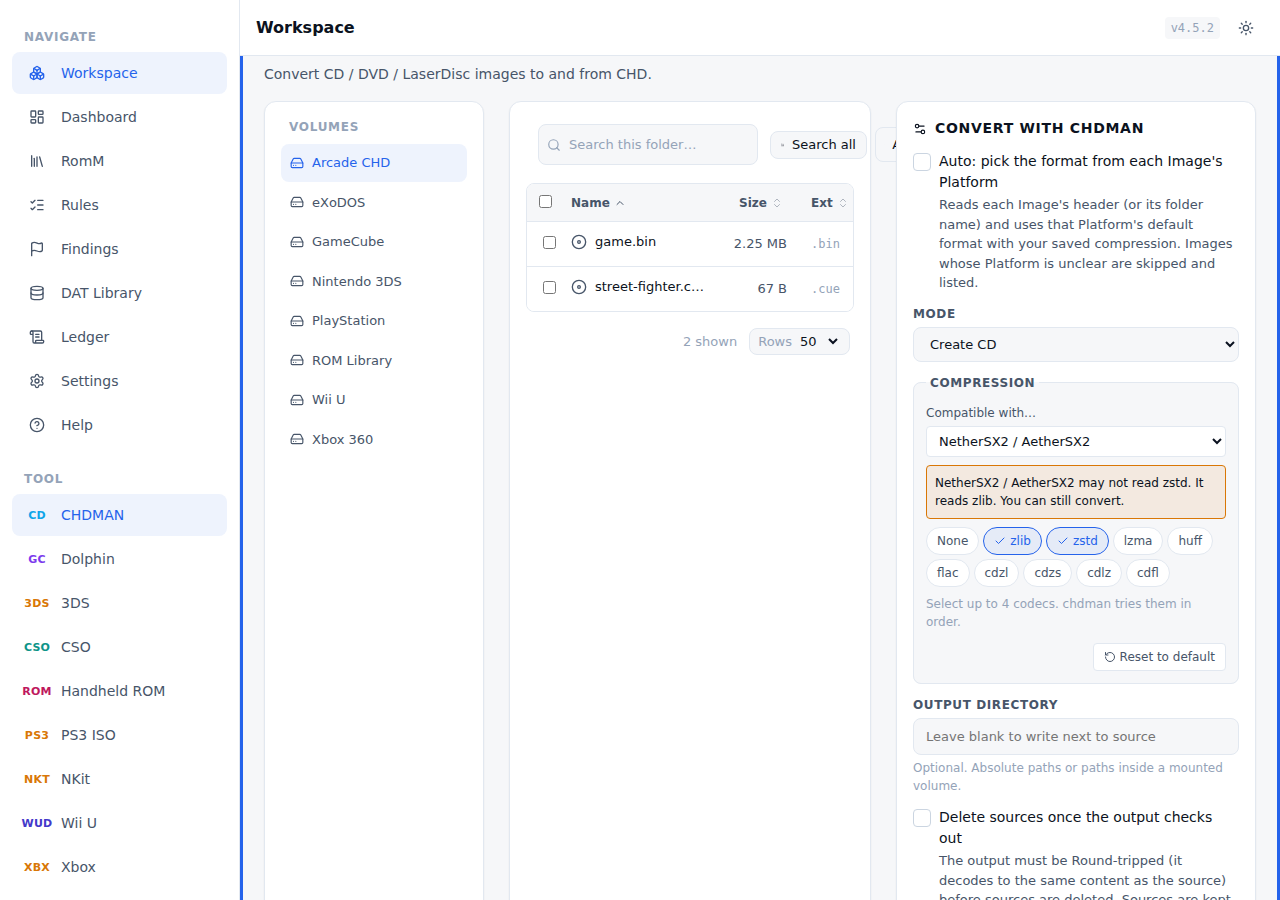 NAVIGATE
Workspace
Dashboard
RomM
Rules
Findings
DAT Library
Ledger
Settings
Help
TOOL
CD CHDMAN
GC Dolphin
3DS 3DS
CSO CSO
ROM Handheld ROM
PS3 PS3 ISO
NKT NKit
WUD Wii U
XBX Xbox
Workspace
v4.5.2
Convert CD / DVD / LaserDisc images to and from CHD.
VOLUMES
Arcade CHD
eXoDOS
GameCube
Nintendo 3DS
PlayStation
ROM Library
Wii U
Xbox 360
Search this folder…
Search all
Name Size Ext
game.bin 2.25 MB .bin
street-fighter.c… 67 B .cue
2 shown Rows 50
CONVERT WITH CHDMAN
Auto: pick the format from each Image's
Platform
Reads each Image's header (or its folder
name) and uses that Platform's default
format with your saved compression. Images
whose Platform is unclear are skipped and
listed.
MODE
Create CD
COMPRESSION
Compatible with…
NetherSX2 / AetherSX2
NetherSX2 / AetherSX2 may not read zstd. It
reads zlib. You can still convert.
None zlib zstd lzma huff
flac cdzl cdzs cdlz cdfl
Select up to 4 codecs. chdman tries them in
order.
Reset to default
OUTPUT DIRECTORY
Leave blank to write next to source
Optional. Absolute paths or paths inside a mounted
volume.
Delete sources once the output checks
out
The output must be Round-tripped (it
decodes to the same content as the source)
before sources are deleted. Sources are kept